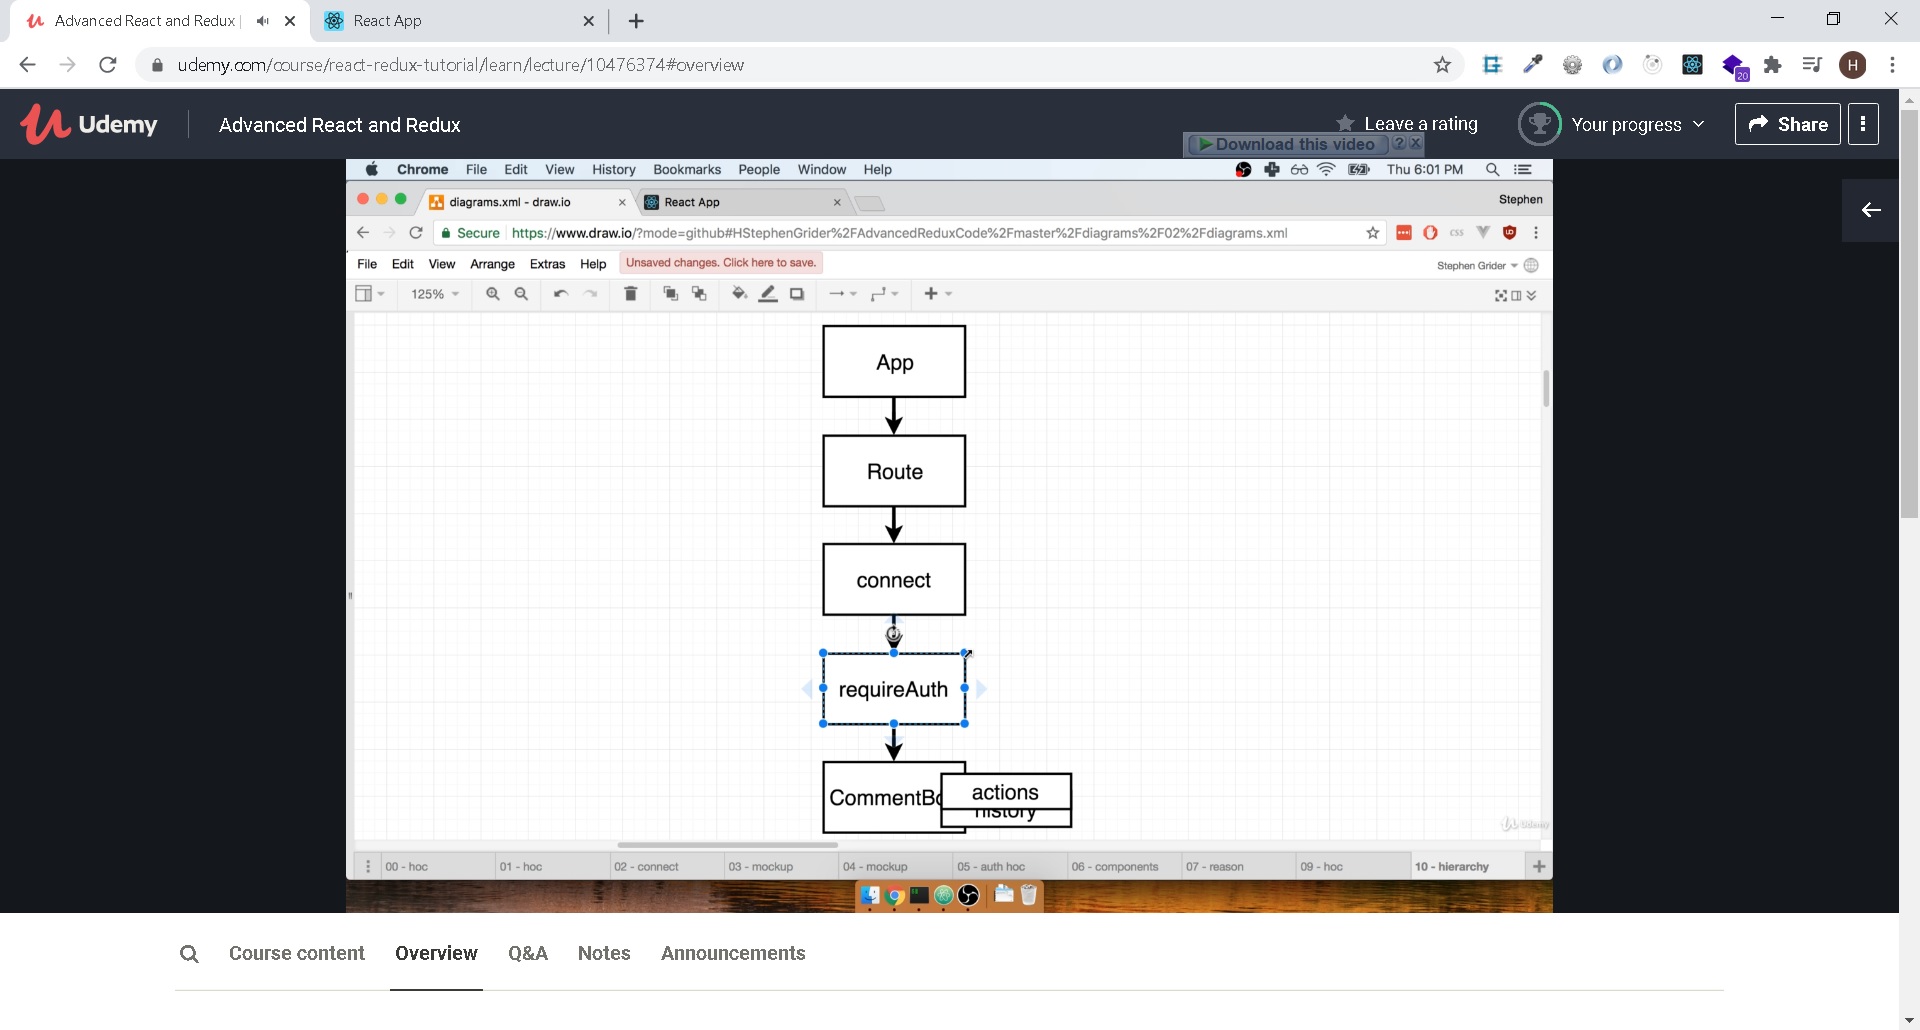 Advanced React and Redux
React App
udemy.com/course/react-redux-tutorial/learn/lecture/10476374#overview
20
H
Udemy
Advanced React and Redux
Leave a rating
Your progress
Share
Download this video
Chrome File Edit View History Bookmarks People Window Help
Thu 6:01 PM
diagrams.xml - draw.io
React App
Stephen
Secure
https://www.draw.io/?mode=github#HStephenGrider%2FAdvancedReduxCode%2Fmaster%2Fdiagrams%2F02%2Fdiagrams.xml
CSS
File Edit View Arrange Extras Help
Unsaved changes. Click here to save.
Stephen Grider
125%
App
Route
connect
requireAuth
CommentBo
actions
history
Udemy
00 - hoc
01 - hoc
02 - connect
03 - mockup
04 - mockup
05 - auth hoc
06 - components
07 - reason
09 - hoc
10 - hierarchy
Course content
Overview
Q&A
Notes
Announcements